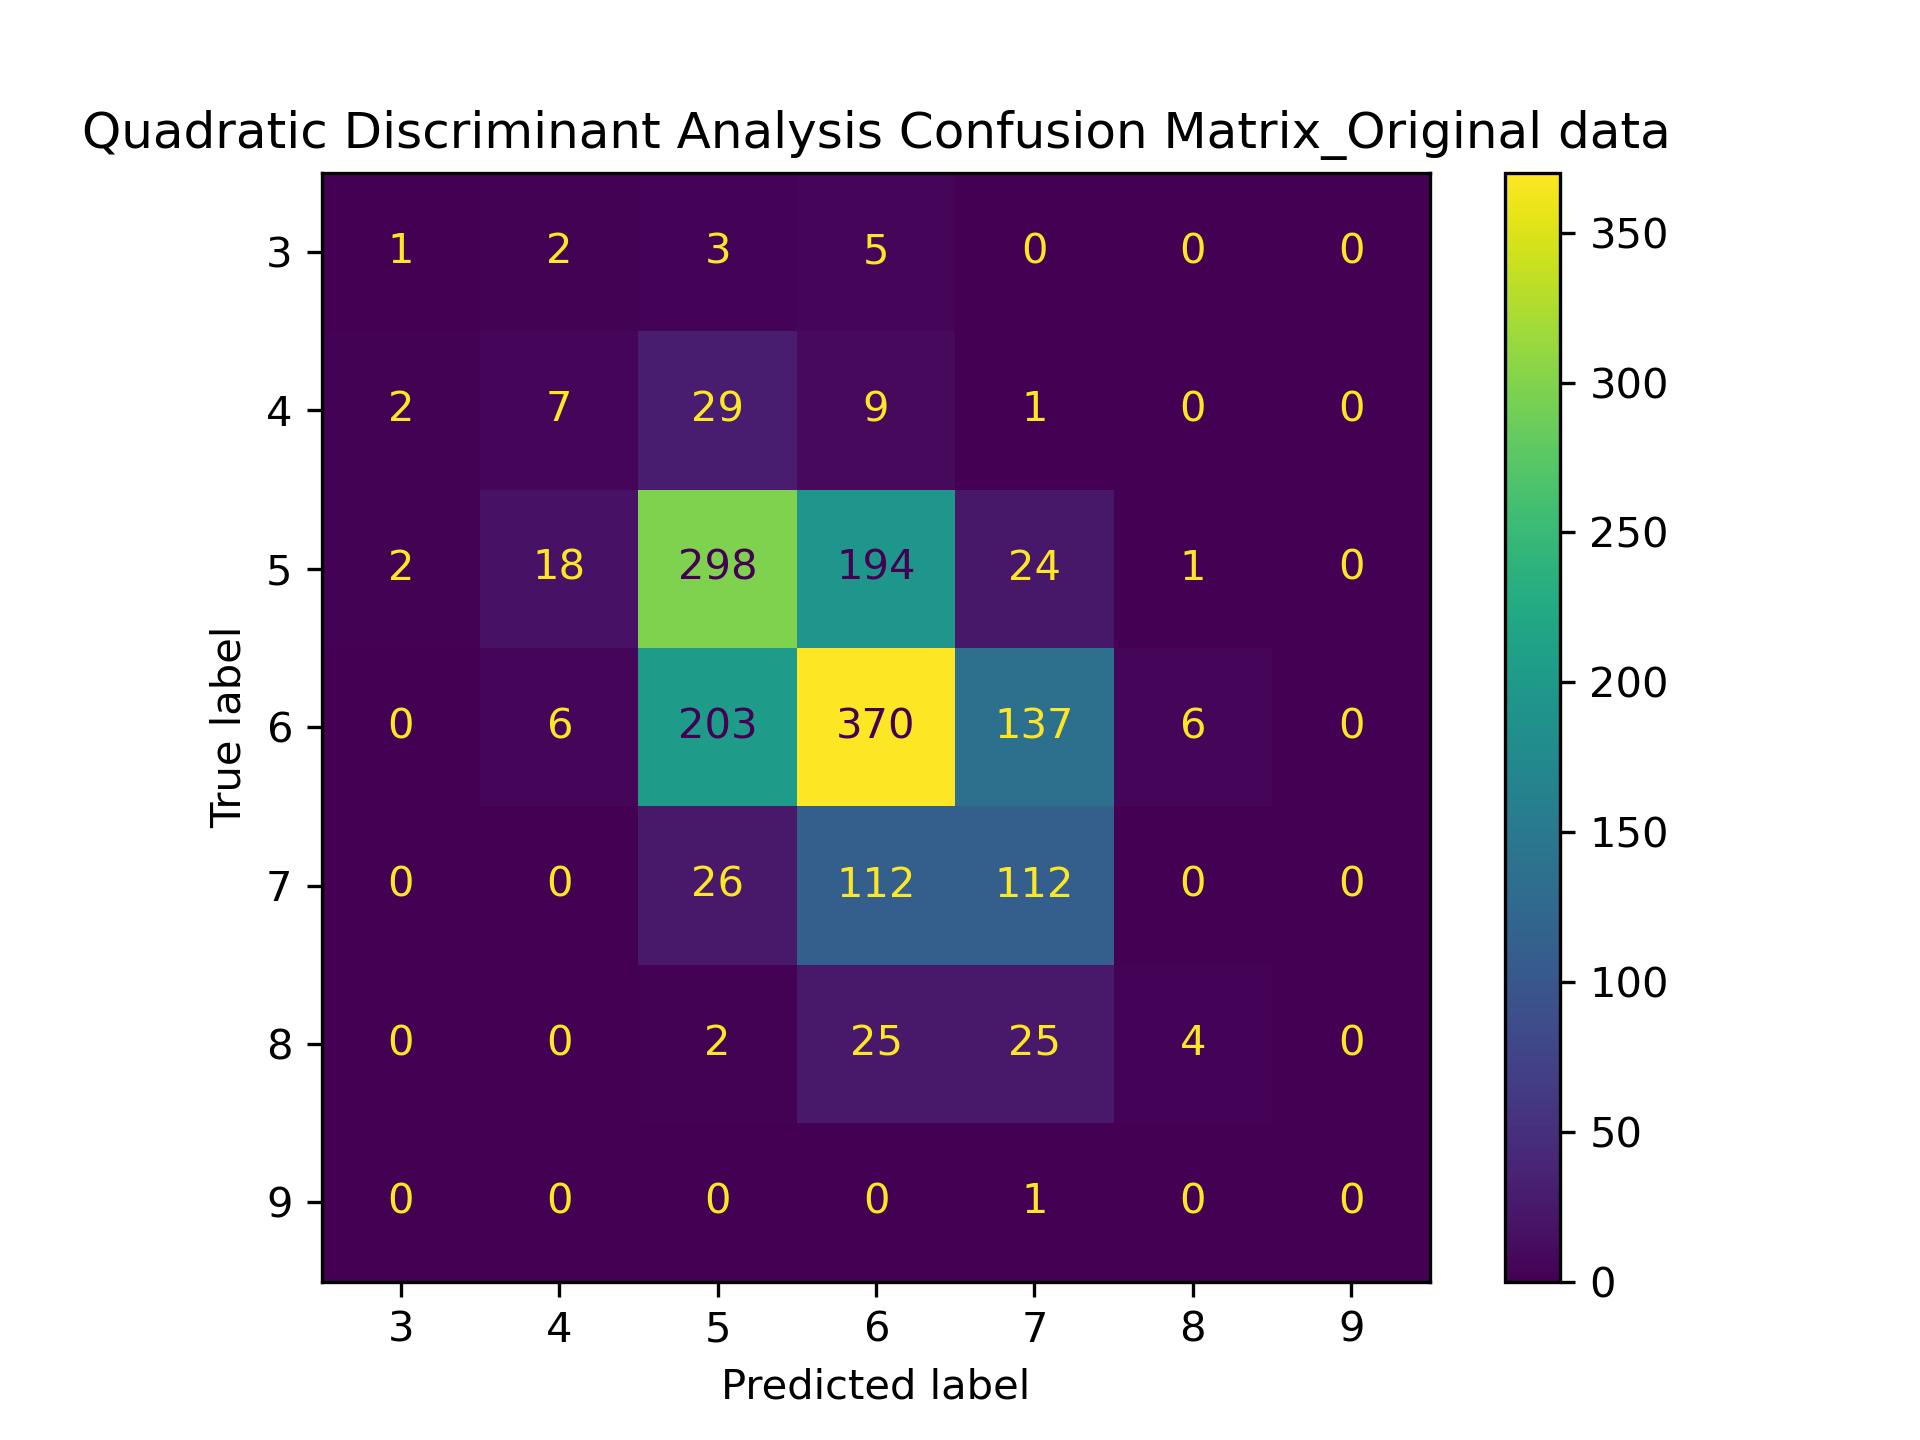 Quadratic Discriminant Analysis Confusion Matrix_Original data
3 1 2 3 5 0 0 0
4 2 7 29 9 1 0 0
5 2 18 298 194 24 1 0
6 0 6 203 370 137 6 0
7 0 0 26 112 112 0 0
8 0 0 2 25 25 4 0
9 0 0 0 0 1 0 0
3 4 5 6 7 8 9
Predicted label
True label
350
300
250
200
150
100
50
0